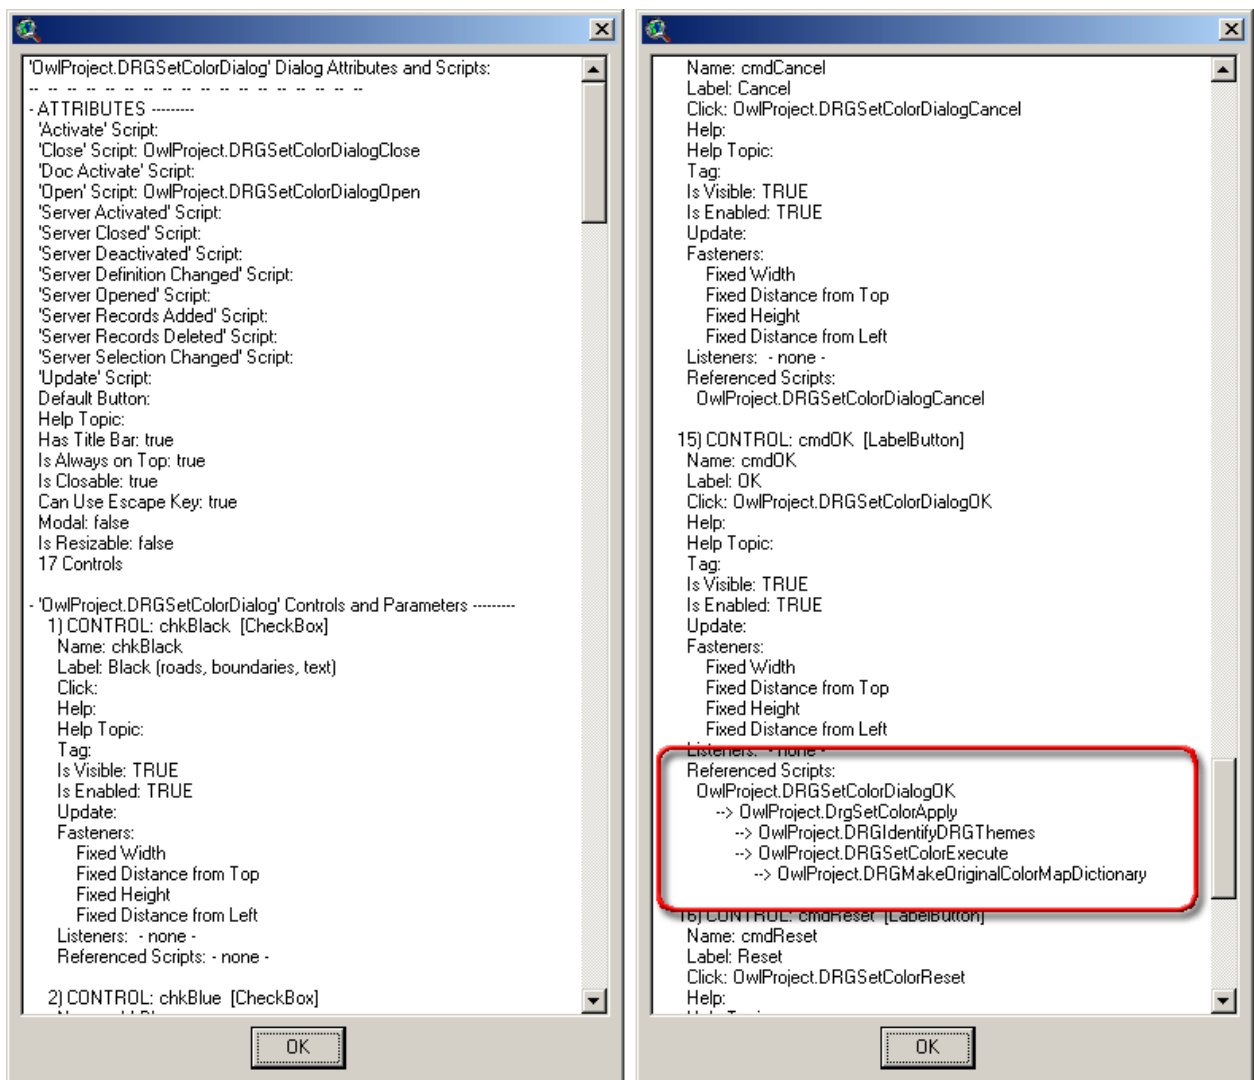 'OwlProject.DRGSetColorDialog' Dialog Attributes and Scripts:
-- -- -- -- -- -- -- -- -- -- -- -- -- -- -- -- -- --
- ATTRIBUTES ---------
'Activate' Script:
'Close' Script: OwlProject.DRGSetColorDialogClose
'Doc Activate' Script:
'Open' Script: OwlProject.DRGSetColorDialogOpen
'Server Activated' Script:
'Server Closed' Script:
'Server Deactivated' Script:
'Server Definition Changed' Script:
'Server Opened' Script:
'Server Records Added' Script:
'Server Records Deleted' Script:
'Server Selection Changed' Script:
'Update' Script:
Default Button:
Help Topic:
Has Title Bar: true
Is Always on Top: true
Is Closable: true
Can Use Escape Key: true
Modal: false
Is Resizable: false
17 Controls
- 'OwlProject.DRGSetColorDialog' Controls and Parameters ---------
1) CONTROL: chkBlack [CheckBox]
Name: chkBlack
Label: Black (roads, boundaries, text)
Click:
Help:
Help Topic:
Tag:
Is Visible: TRUE
Is Enabled: TRUE
Update:
Fasteners:
Fixed Width
Fixed Distance from Top
Fixed Height
Fixed Distance from Left
Listeners: - none -
Referenced Scripts: - none -
2) CONTROL: chkBlue [CheckBox]
OK
Name: cmdCancel
Label: Cancel
Click: OwlProject.DRGSetColorDialogCancel
Help:
Help Topic:
Tag:
Is Visible: TRUE
Is Enabled: TRUE
Update:
Fasteners:
Fixed Width
Fixed Distance from Top
Fixed Height
Fixed Distance from Left
Listeners: - none -
Referenced Scripts:
OwlProject.DRGSetColorDialogCancel
15) CONTROL: cmdOK [LabelButton]
Name: cmdOK
Label: OK
Click: OwlProject.DRGSetColorDialogOK
Help:
Help Topic:
Tag:
Is Visible: TRUE
Is Enabled: TRUE
Update:
Fasteners:
Fixed Width
Fixed Distance from Top
Fixed Height
Fixed Distance from Left
Listeners: - none -
Referenced Scripts:
OwlProject.DRGSetColorDialogOK
--> OwlProject.DrgSetColorApply
--> OwlProject.DRGIdentifyDRGThemes
--> OwlProject.DRGSetColorExecute
--> OwlProject.DRGMakeOriginalColorMapDictionary
16) CONTROL: cmdReset [LabelButton]
Name: cmdReset
Label: Reset
Click: OwlProject.DRGSetColorReset
Help:
OK